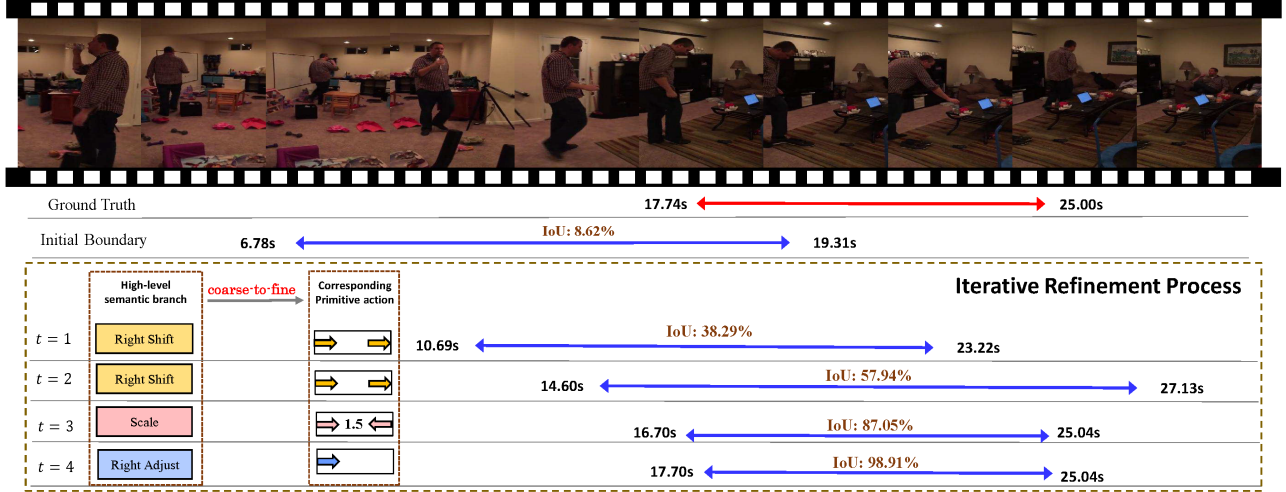 Ground Truth 17.74s 25.00s
Initial Boundary 6.78s IoU: 8.62% 19.31s
High-level
semantic branch
coarse-to-fine
Corresponding
Primitive action
Iterative Refinement Process
t = 1 Right Shift 10.69s IoU: 38.29% 23.22s
t = 2 Right Shift 14.60s IoU: 57.94% 27.13s
t = 3 Scale 1.5 16.70s IoU: 87.05% 25.04s
t = 4 Right Adjust 17.70s IoU: 98.91% 25.04s